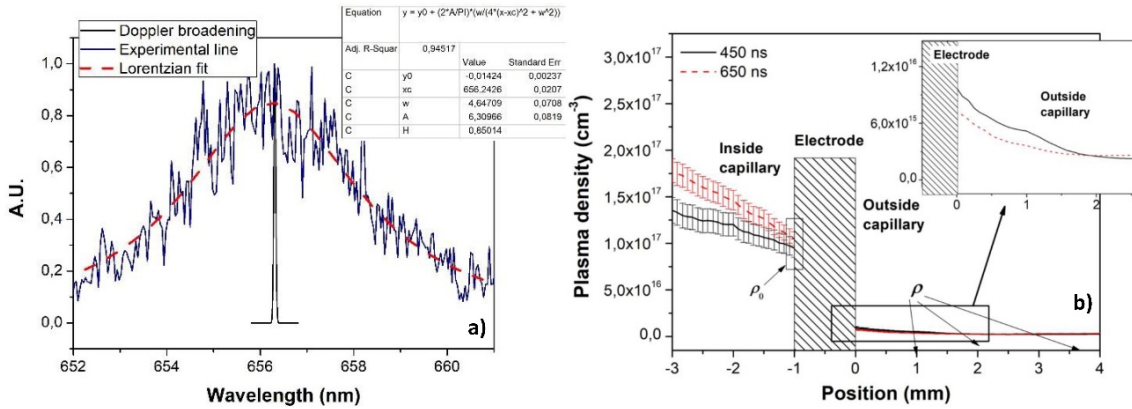 Doppler broadening
Experimental line
Lorentzian fit
Equation y = y0 + (2*A/PI)*(w/(4*(x-xc)^2 + w^2))
Adj. R-Squar 0,94517
Value Standard Err
C y0 -0,01424 0,00237
C xc 656.2426 0,0207
C w 4,64709 0,0708
C A 6,30966 0,0819
C H 0,65014
1,0
0,8
0,6
0,4
0,2
0,0
A.U.
652 654 656 658 660
Wavelength (nm)
a)
450 ns
650 ns
3,0x10^17
2,5x10^17
2,0x10^17
1,5x10^17
1,0x10^17
5,0x10^16
0,0
Plasma density (cm⁻³)
Inside
capillary
Electrode
Outside
capillary
ρ₀
ρ
b)
-3 -2 -1 0 1 2 3 4
Position (mm)
1,2x10^16
6,0x10^15
0,0
Electrode
Outside
capillary
0 1 2